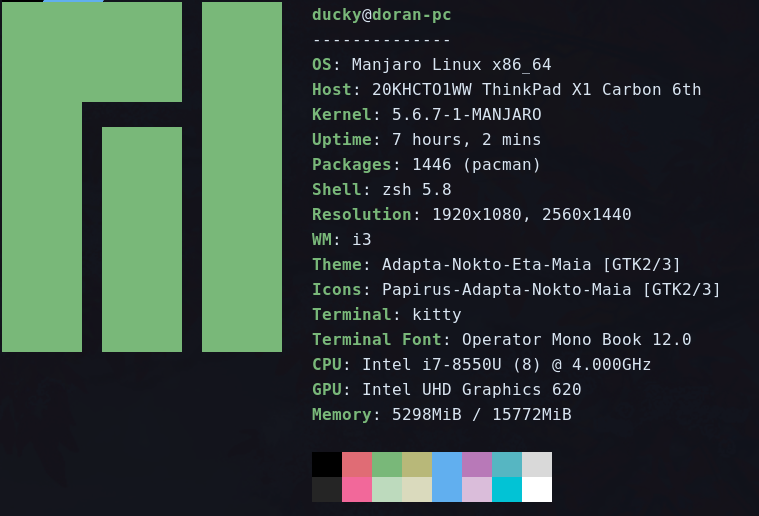 ducky@doran-pc
--------------
OS: Manjaro Linux x86_64
Host: 20KHCTO1WW ThinkPad X1 Carbon 6th
Kernel: 5.6.7-1-MANJARO
Uptime: 7 hours, 2 mins
Packages: 1446 (pacman)
Shell: zsh 5.8
Resolution: 1920x1080, 2560x1440
WM: i3
Theme: Adapta-Nokto-Eta-Maia [GTK2/3]
Icons: Papirus-Adapta-Nokto-Maia [GTK2/3]
Terminal: kitty
Terminal Font: Operator Mono Book 12.0
CPU: Intel i7-8550U (8) @ 4.000GHz
GPU: Intel UHD Graphics 620
Memory: 5298MiB / 15772MiB